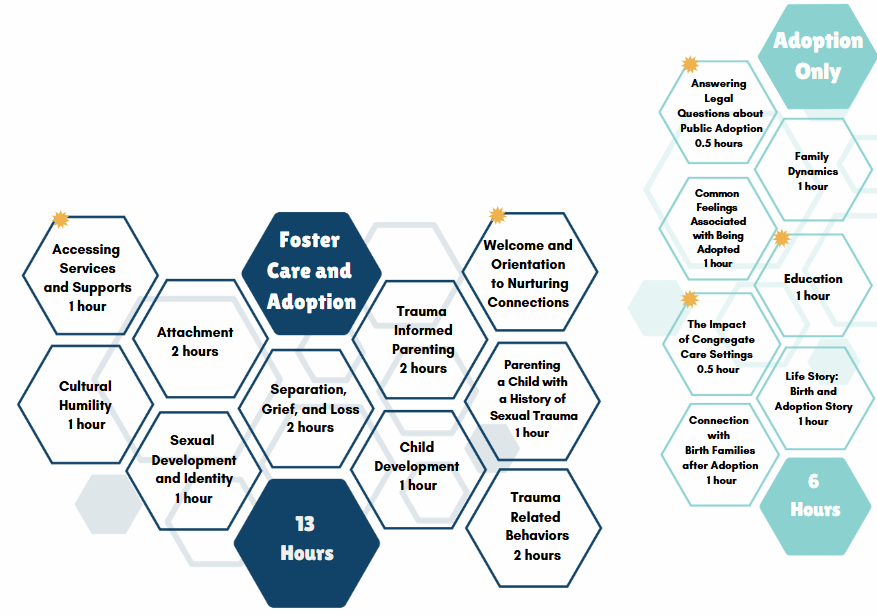 Foster
Care and
Adoption
Accessing
Services
and Supports
1 hour
Attachment
2 hours
Cultural
Humility
1 hour
Sexual
Development
and Identity
1 hour
Separation,
Grief, and Loss
2 hours
Trauma
Informed
Parenting
2 hours
Child
Development
1 hour
Welcome and
Orientation
to Nurturing
Connections
Parenting
a Child with
a History of
Sexual Trauma
1 hour
Trauma
Related
Behaviors
2 hours
13
Hours
Adoption
Only
Answering
Legal
Questions about
Public Adoption
0.5 hours
Family
Dynamics
1 hour
Common
Feelings
Associated
with Being
Adopted
1 hour
Education
1 hour
The Impact
of Congregate
Care Settings
0.5 hour
Life Story:
Birth and
Adoption Story
1 hour
Connection
with
Birth Families
after Adoption
1 hour
6
Hours